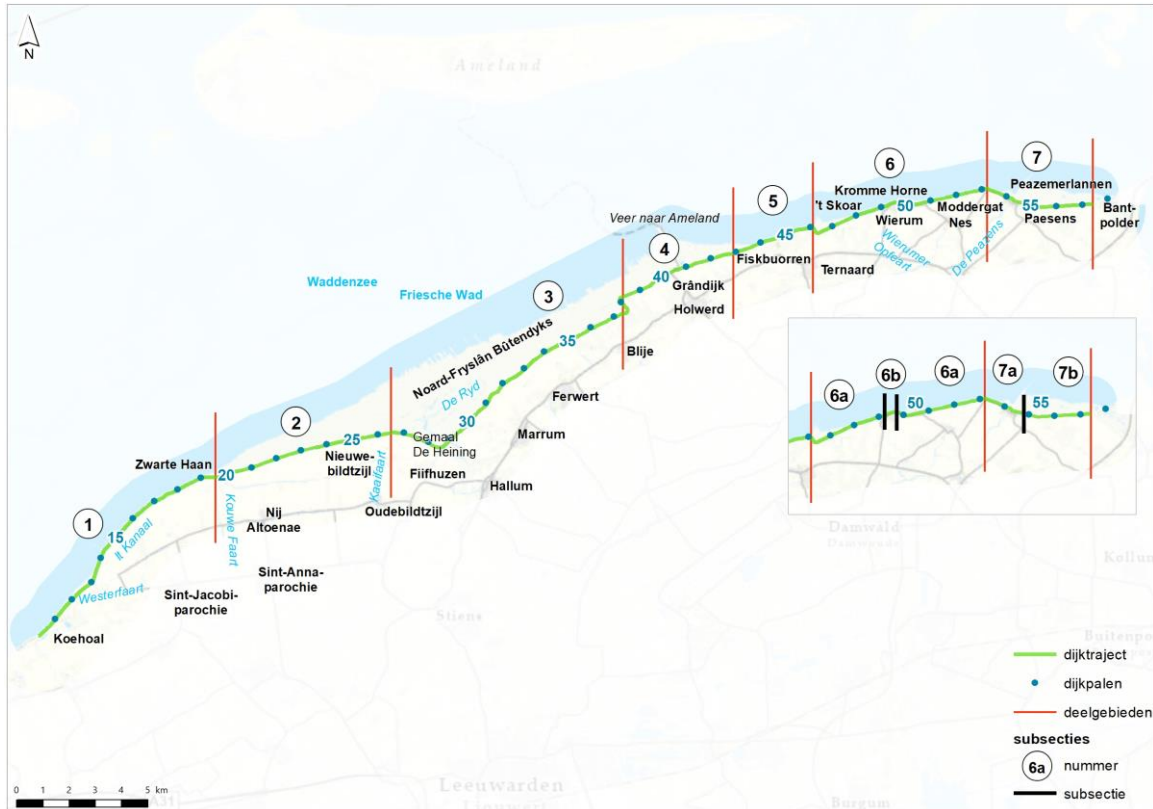 N
Ameland
7
6
Peazemerlannen
Kromme Horne
't Skoar
50
55
Wierum
Moddergat
Nes
Paesens
Bant-
polder
5
Veer naar Ameland
45
Wierumer
Opfeart
De Peazens
4
Fiskbuorren
Ternaard
40
Grândijk
Holwerd
Waddenzee
Friesche Wad
3
Noard-Fryslân Bûtendyks
35
Blije
De Ryd
Ferwert
30
Marrum
2
25
Gemaal
De Heining
Nieuwe-
bildtzijl
Fiifhuzen
Kaalfaart
Hallum
Oudebildtzijl
Zwarte Haan
20
Kouwe Faart
Nij
Altoenae
1
15
It Kanaal
Sint-Anna-
parochie
Westerfaart
Sint-Jacobi-
parochie
Koehoal
Stiens
6a
6b
6a
7a
7b
50
55
Damwald
Damwoude
Kollum
Buitenpo
dijktraject
dijkpalen
deelgebieden
subsecties
6a nummer
subsectie
0 1 2 3 4 5 km
A31
Leeuwarden
Burgum